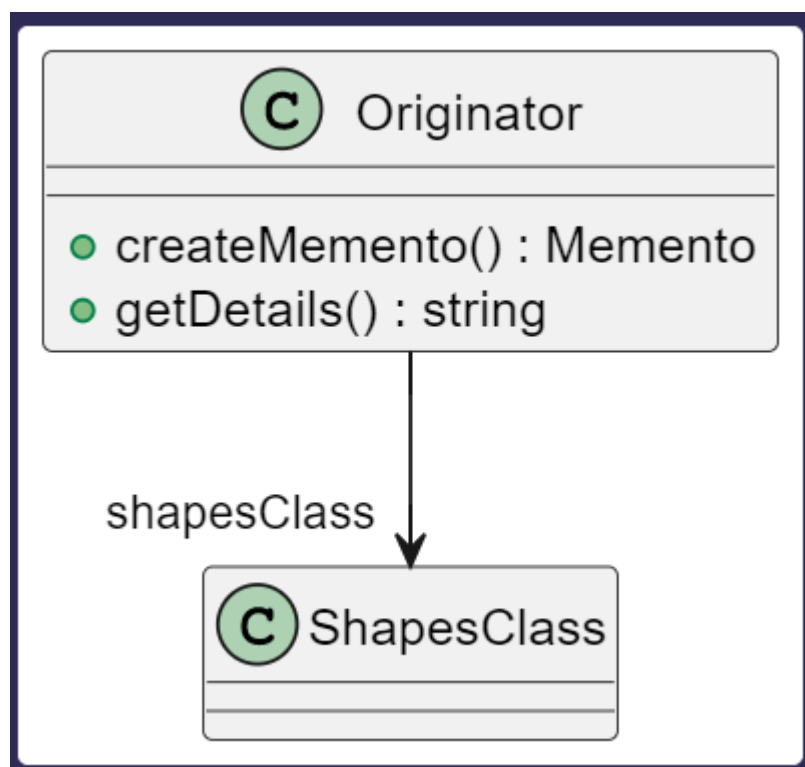 C Originator
createMemento() : Memento
getDetails() : string
shapesClass
C ShapesClass